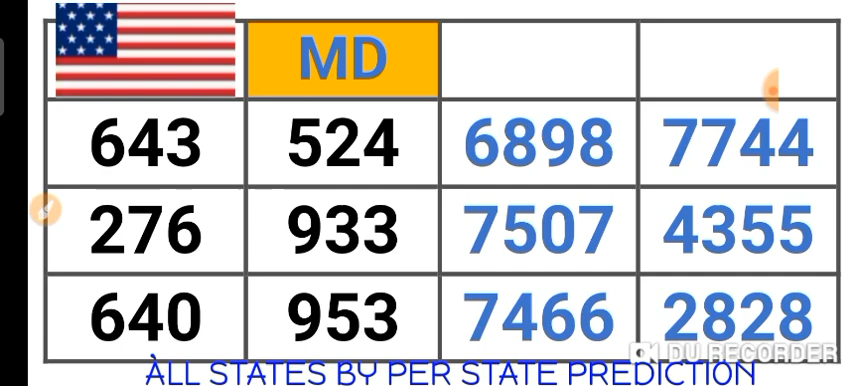 MD
643 524 6898 7744
276 933 7507 4355
640 953 7466 2828
DU RECORDER
ÀLL STATES BY PER STATE PREDICTION